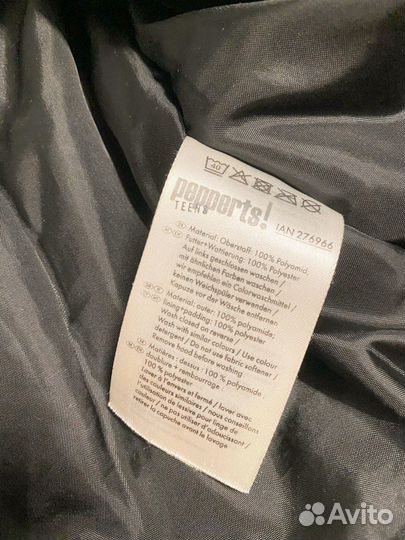 40
pepperts!
TEENS IAN 276966
Material: Oberstoff: 100% Polyamid,
Futter+Wattierung: 100% Polyester
Auf links geschlossen waschen /
mit ähnlichen Farben waschen /
wir empfehlen ein Colorwaschmittel /
keinen Weichspüler verwenden /
Kapuze vor der Wäsche entfernen
Material: outer: 100% polyamide;
lining+padding: 100% polyester
Wash closed on reverse /
Wash with similar colours / Use colour
detergent / Do not use fabric softener /
Remove hood before washing
Matière : dessus : 100 % polyamide,
doublure + rembourrage :
100 % polyester
Laver à l'envers et fermé / laver avec
des couleurs similaires / nous conseillons
l'utilisation de lessive pour linge de
couleur / ne pas utiliser d'adoucissant /
retirer la capuche avant le lavage
Avito